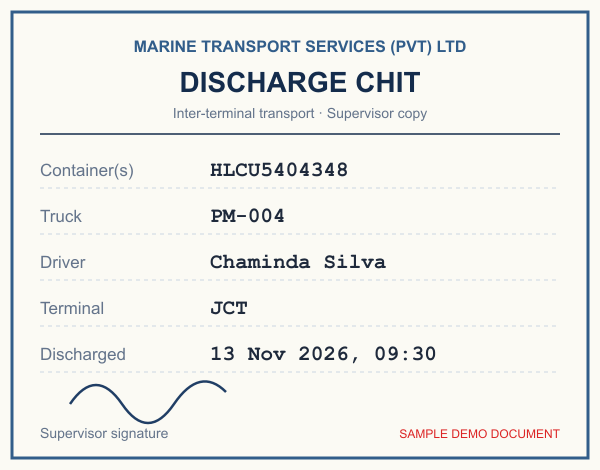 MARINE TRANSPORT SERVICES (PVT) LTD
DISCHARGE CHIT
Inter-terminal transport · Supervisor copy
Container(s) HLCU5404348
Truck PM-004
Driver Chaminda Silva
Terminal JCT
Discharged 13 Nov 2026, 09:30
Supervisor signature SAMPLE DEMO DOCUMENT